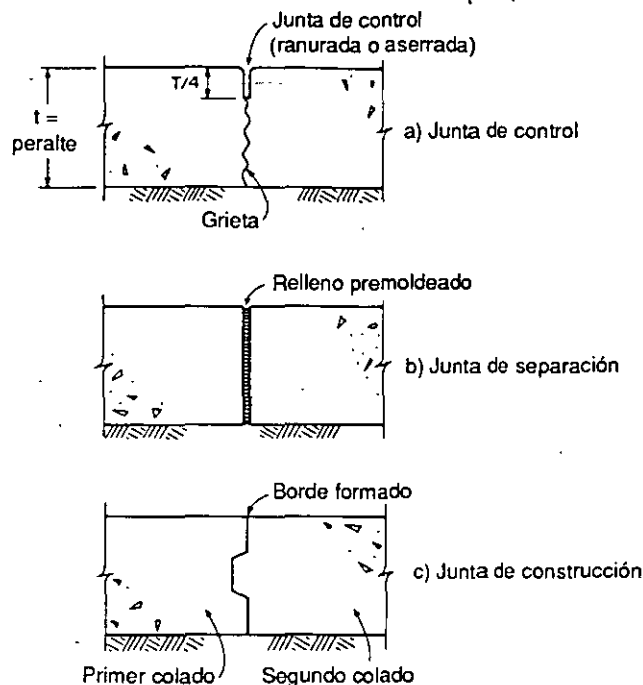 Junta de control
(ranurada o aserrada)
T/4
t =
peralte
a) Junta de control
Grieta
Relleno premoldeado
b) Junta de separación
Borde formado
c) Junta de construcción
Primer colado
Segundo colado